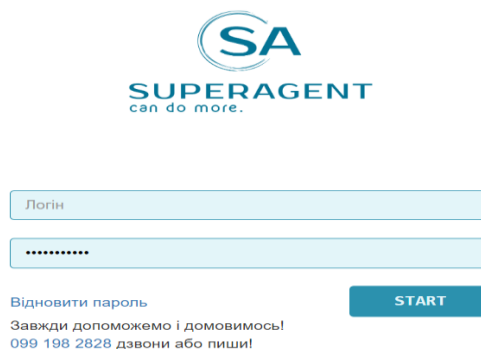 SA
SUPERAGENT
can do more.
Логін
•••••••••••
Відновити пароль
START
Завжди допоможемо і домовимось!
099 198 2828 дзвони або пиши!